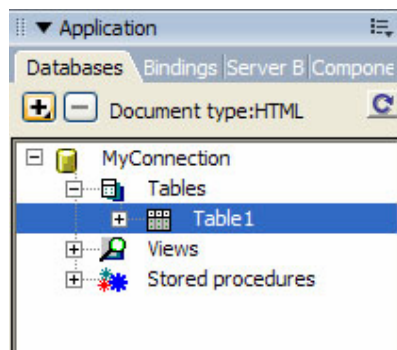 Application
Databases Bindings Server B Compone
Document type:HTML
MyConnection
Tables
Table1
Views
Stored procedures